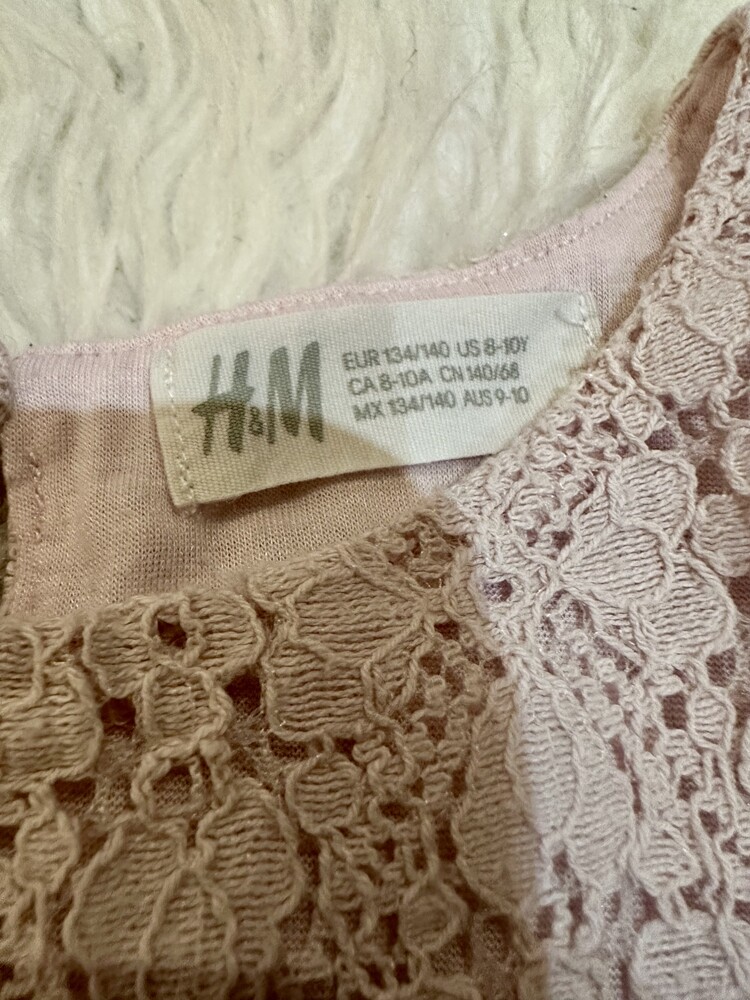 H&M
EUR 134/140 US 8-10Y
CA 8-10A CN 140/68
MX 134/140 AUS 9-10